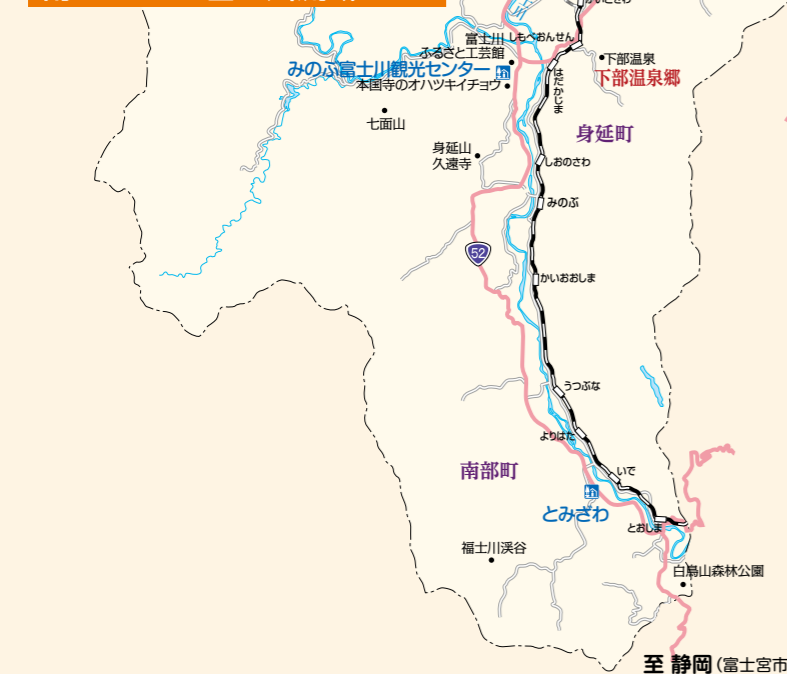 富士川
しもべおんせん
ふるさと工芸館
みのぶ富士川観光センター
本国寺のオハツキイチョウ
下部温泉
下部温泉郷
はだかじま
七面山
身延町
身延山
久遠寺
しおのさわ
みのぶ
52
かいおおしま
うつぶな
よりはた
南部町
いで
とみざわ
とおしま
福士川渓谷
白鳥山森林公園
至 静岡(富士宮市